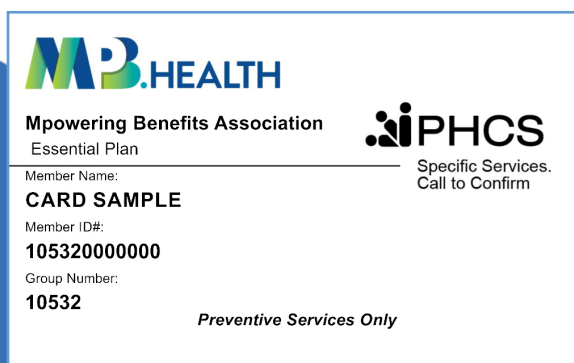 MPB.HEALTH
Mpowering Benefits Association
Essential Plan
PHCS
Specific Services.
Call to Confirm
Member Name:
CARD SAMPLE
Member ID#:
105320000000
Group Number:
10532
Preventive Services Only